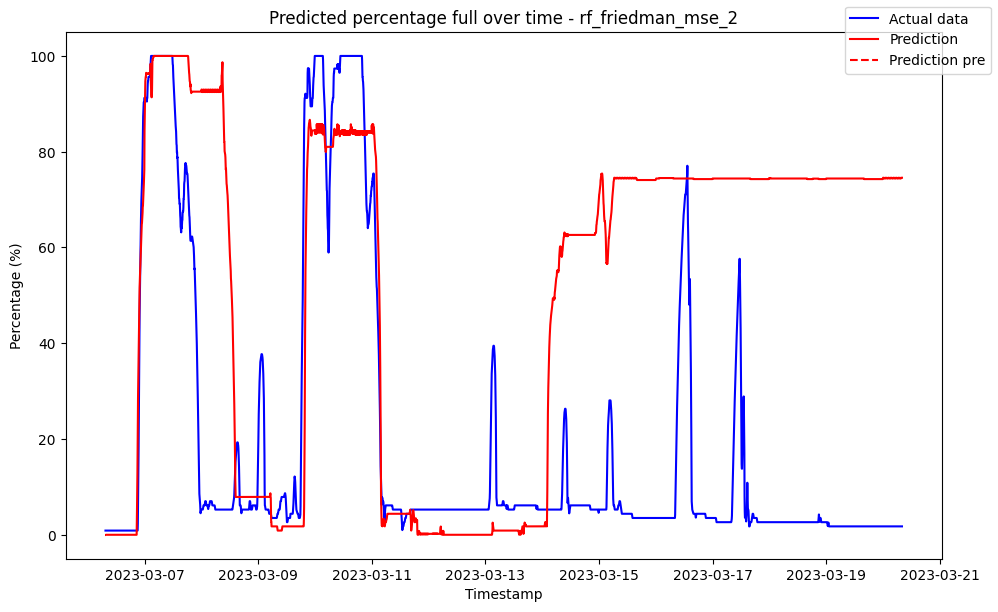 Predicted percentage full over time - rf_friedman_mse_2
Actual data
Prediction
Prediction pre
Percentage (%)
100
80
60
40
20
0
2023-03-07
2023-03-09
2023-03-11
2023-03-13
2023-03-15
2023-03-17
2023-03-19
2023-03-21
Timestamp